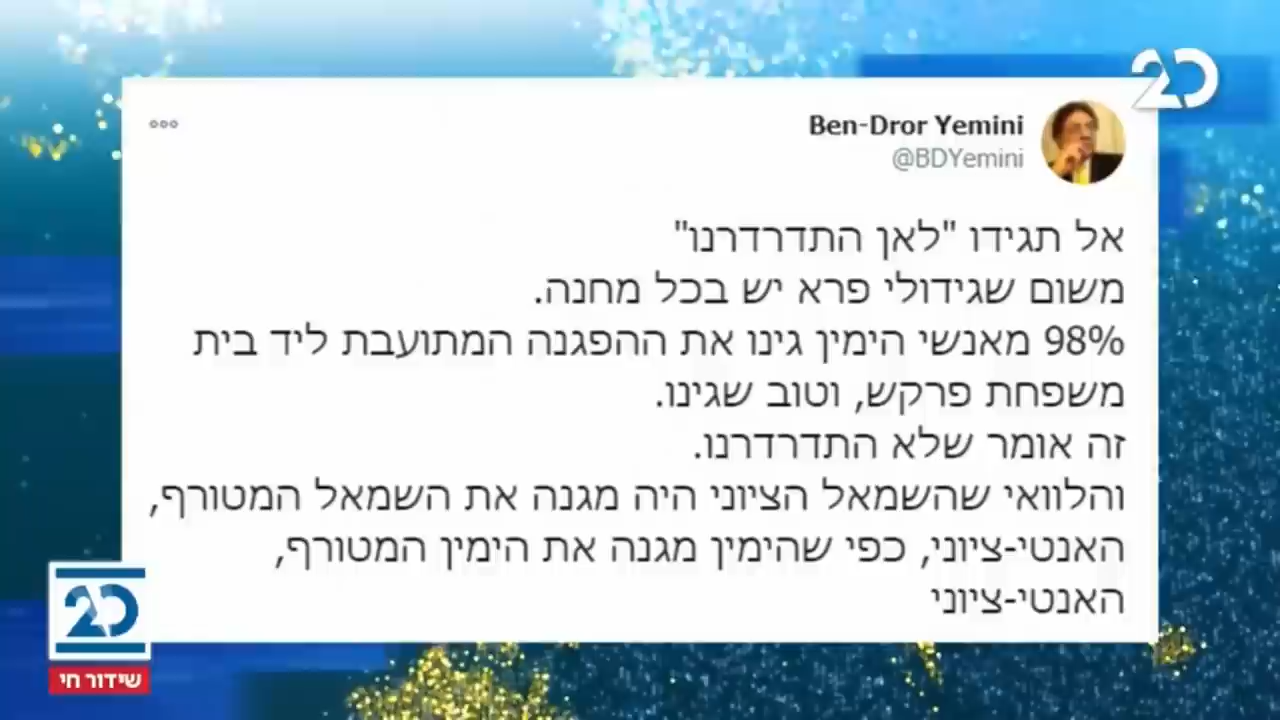 20
Ben-Dror Yemini
@BDYemini
אל תגידו "לאן התדרדרנו"
משום שגידולי פרא יש בכל מחנה.
98% מאנשי הימין גינו את ההפגנה המתועבת ליד בית
משפחת פרקש, וטוב שגינו.
זה אומר שלא התדרדרנו.
והלוואי שהשמאל הציוני היה מגנה את השמאל המטורף,
האנטי-ציוני, כפי שהימין מגנה את הימין המטורף,
האנטי-ציוני
20
שידור חי